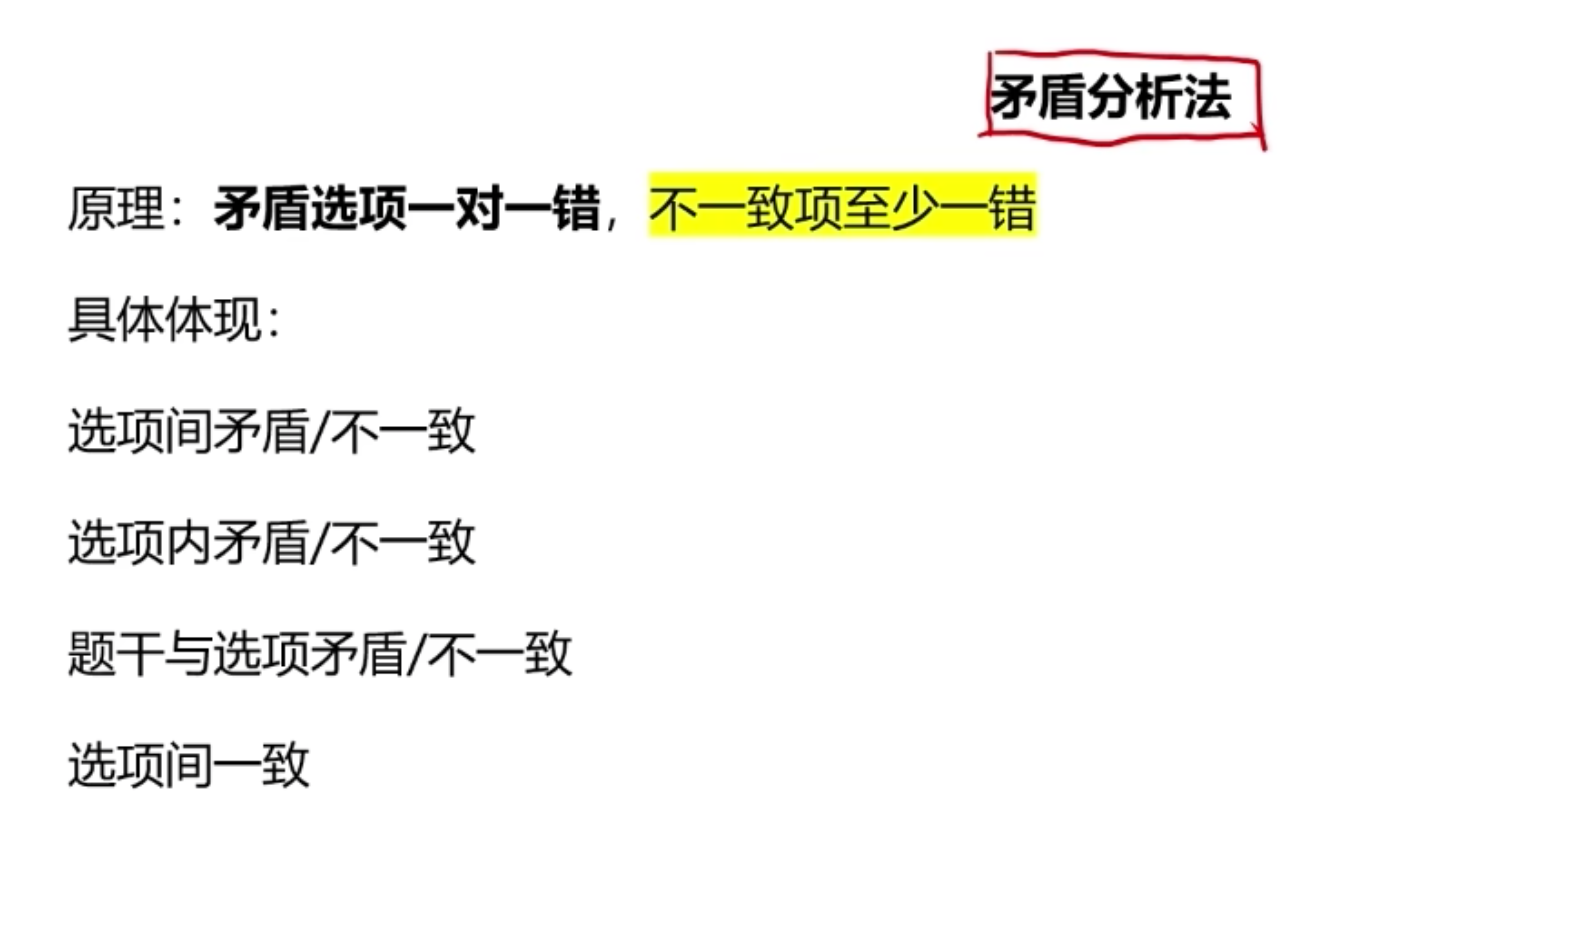 矛盾分析法
原理：矛盾选项一对一错，不一致项至少一错
具体体现：
选项间矛盾/不一致
选项内矛盾/不一致
题干与选项矛盾/不一致
选项间一致